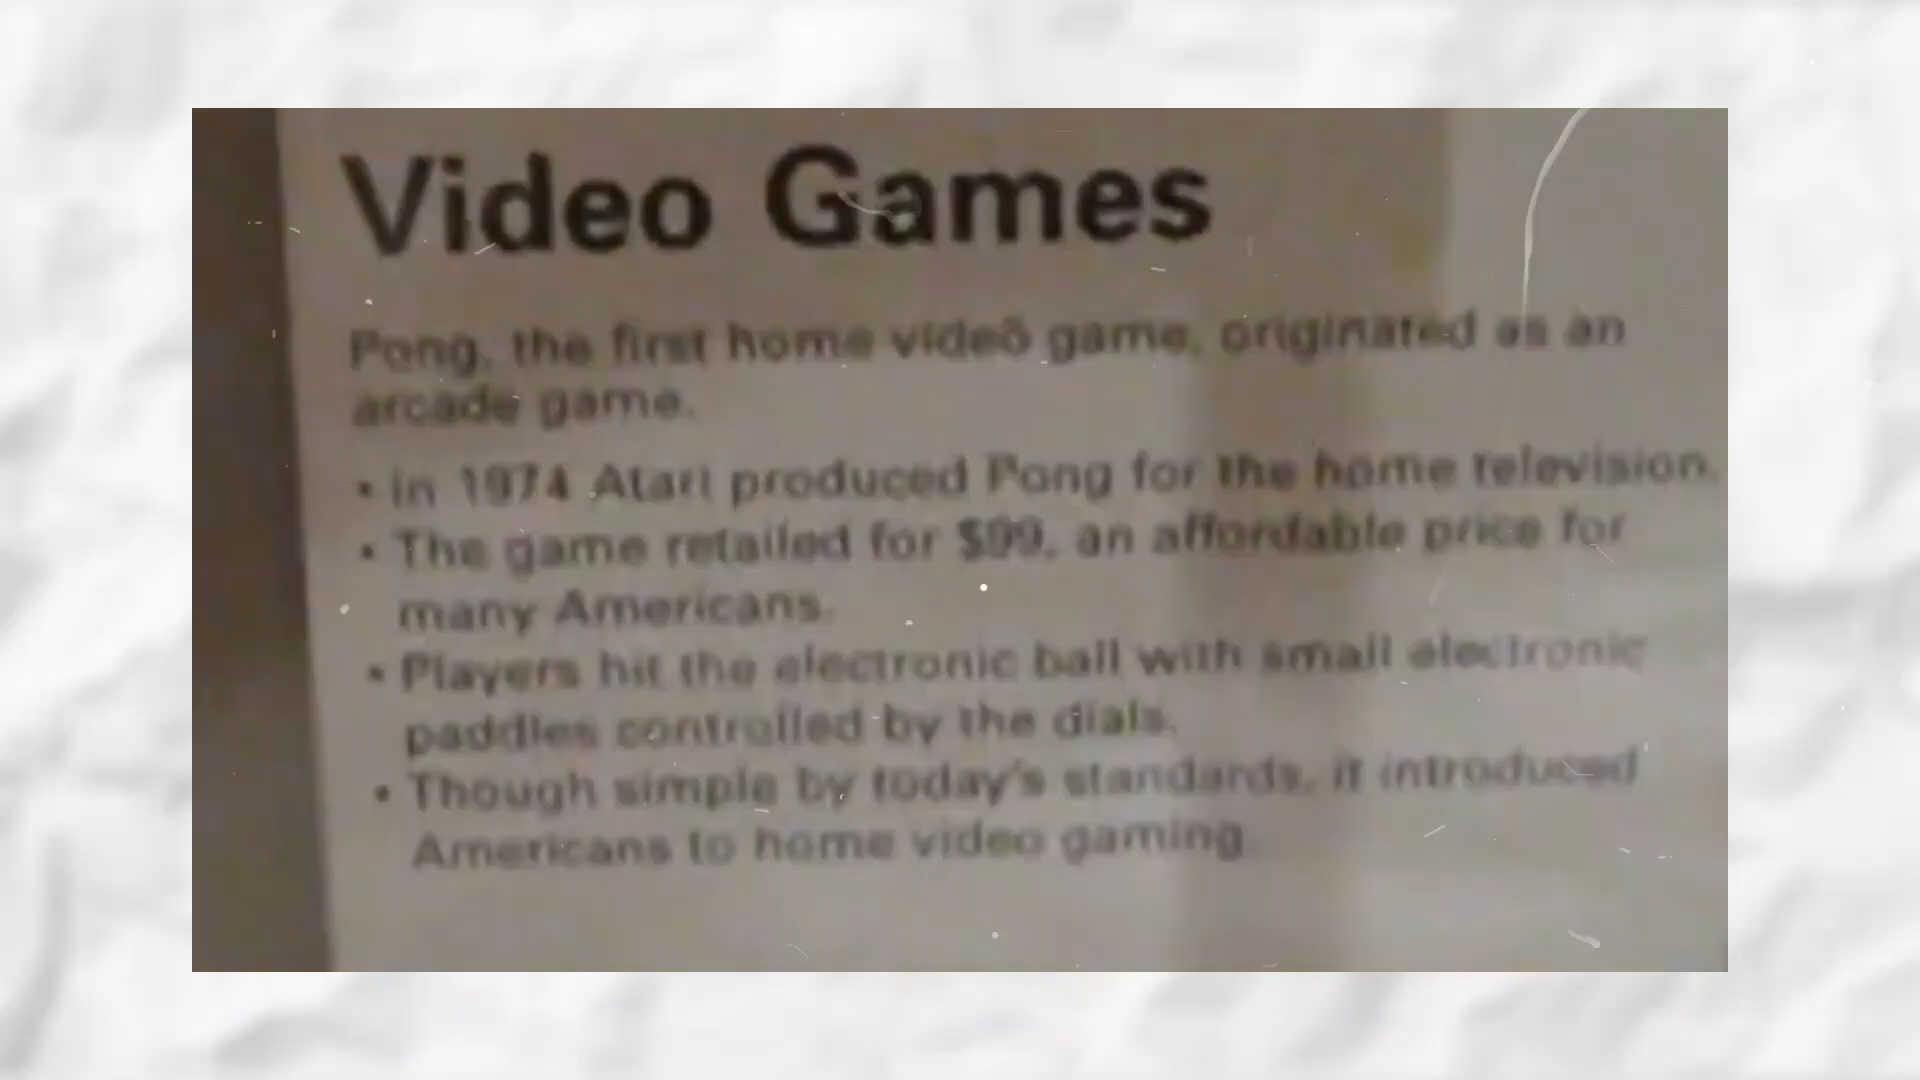 Video Games
Pong, the first home video game, originated as an
arcade game.
• In 1974 Atari produced Pong for the home television.
• The game retailed for $99, an affordable price for
many Americans.
• Players hit the electronic ball with small electronic
paddles controlled by the dials.
• Though simple by today's standards, it introduced
Americans to home video gaming.